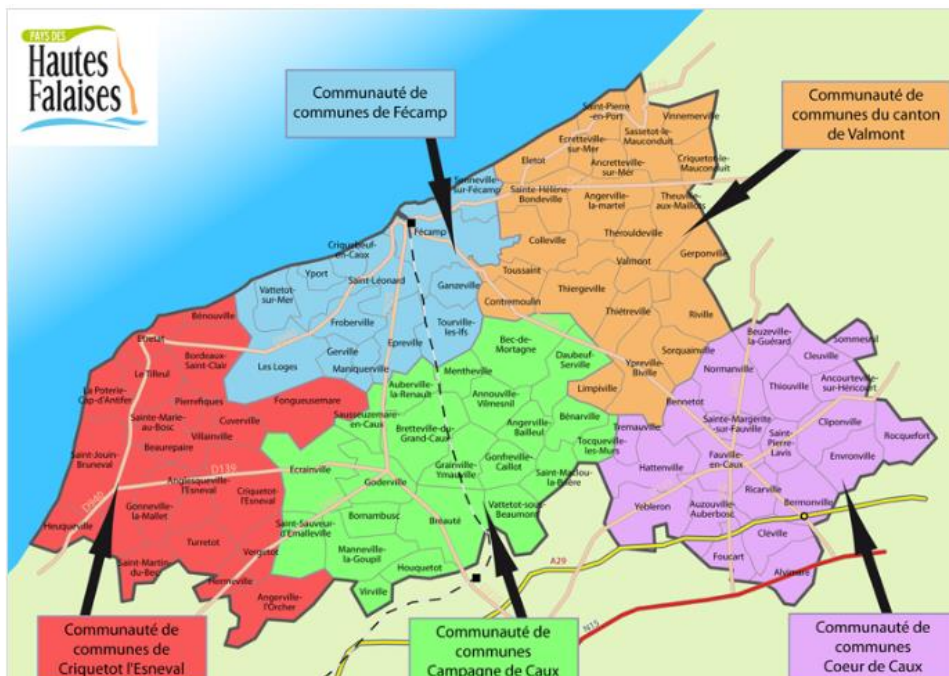 PAYS DES
Hautes
Falaises
Communauté de
communes de Fécamp
Communauté de
communes du canton
de Valmont
Saint-Pierre
en-Port
Vinnemerville
Sassetot-le
Mauconduit
Ecretteville-
sur-Mer
Eletot
Ancretteville-
sur-Mer
Criquetot-le-
Mauconduit
sur-Fécamp
Sainte-Hélène-
Bondeville
Angerville-
la-martel
Theuville-
aux-Maillots
Fécamp
Colleville
Thérouldeville
Valmont
Gerponville
Criquebeuf-
en-Caux
Yport
Saint-Léonard
Toussaint
Vattetot-
sur-Mer
Ganzeville
Thiergeville
Contremoulin
Thiétreville
Riville
Bénouville
Froberville
Tourville-
les-Ifs
Epreville
Etretat
Bordeaux-
Saint-Clair
Gerville
Les Loges
Maniquerville
Bec-de-
Mortagne
Mentheville
Daubeuf-
Serville
Ypreville-
Biville
Sorquainville
Limpiville
Beuzeville-
la-Guérard
Sommesnil
Cleuville
Normanville
Thiouville
Ancourteville-
sur-Héricourt
Le Tilleul
La Poterie-
Cap-d'Antifer
Pierrefiques
Fongueusemare
Auberville-
la-Renault
Annouville-
Vilmesnil
Sausseuzemare-
en-Caux
Bénarville
Bennetot
Sainte-Marie-
au-Bosc
Cuverville
Villainville
Beaurepaire
Bretteville-du-
Grand-Caux
Angerville
Bailleul
Tocqueville-
les-Murs
Tremauville
Sainte-Margerite
-sur-Fauville
Saint-
Pierre-
Lavis
Cliponville
Rocquefort
Envronville
Saint-Jouin-
Bruneval
D139
D940
Anglesqueville-
l'Esneval
Ecrainville
Goderville
Grainville-
Ymauville
Gonfreville-
Caillot
Saint-Maclou-
la-Brière
Hattenville
Fauville-
en-Caux
Ricarville
Criquetot-
l'Esneval
Gonneville-
la-Mallet
Heuqueville
Saint-Sauveur-
d'Emalleville
Bornambusc
Bréauté
Vattetot-sous-
Beaumont
Yebleron
Auzouville-
Auberbosc
Bermonville
Cléville
Turretot
Vergetot
Saint-Martin-
du-Bec
Hermeville
Manneville-
la-Goupil
Houquetot
Virville
Angerville-
l'Orcher
Foucart
Alvimare
A29
N15
Communauté de
communes de
Criquetot l'Esneval
Communauté de
communes
Campagne de Caux
Communauté de
communes
Coeur de Caux